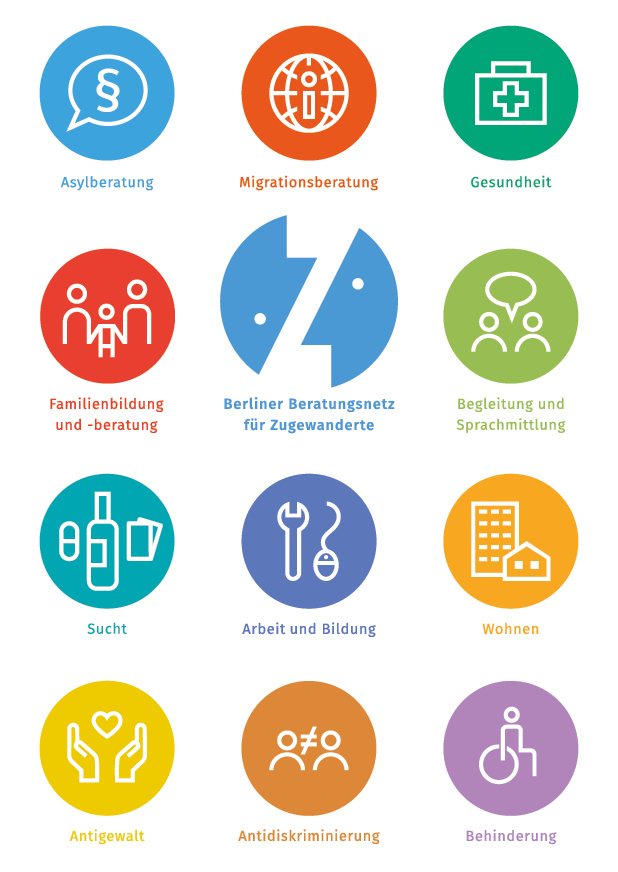 §
Asylberatung
Migrationsberatung
Gesundheit
Familienbildung
und -beratung
Berliner Beratungsnetz
für Zugewanderte
Begleitung und
Sprachmittlung
Sucht
Arbeit und Bildung
Wohnen
≠
Antigewalt
Antidiskriminierung
Behinderung